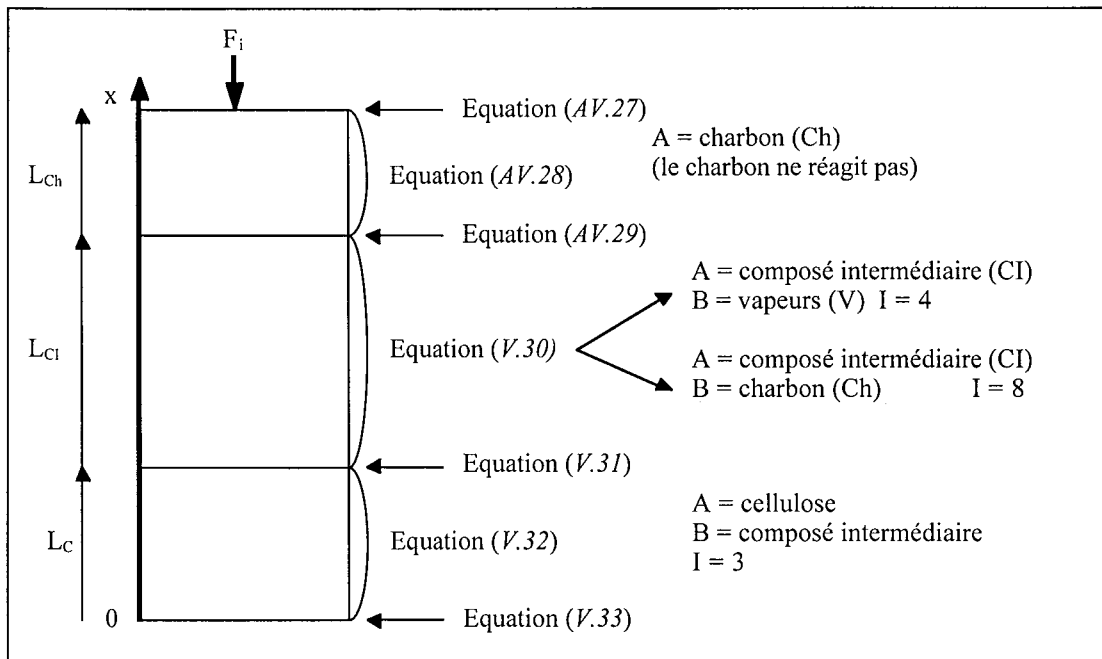 F_i
x
Equation (AV.27)
A = charbon (Ch)
(le charbon ne réagit pas)
L_Ch
Equation (AV.28)
Equation (AV.29)
A = composé intermédiaire (CI)
B = vapeurs (V) I = 4
L_CI
Equation (V.30)
A = composé intermédiaire (CI)
B = charbon (Ch) I = 8
Equation (V.31)
A = cellulose
B = composé intermédiaire
I = 3
L_C
Equation (V.32)
0
Equation (V.33)